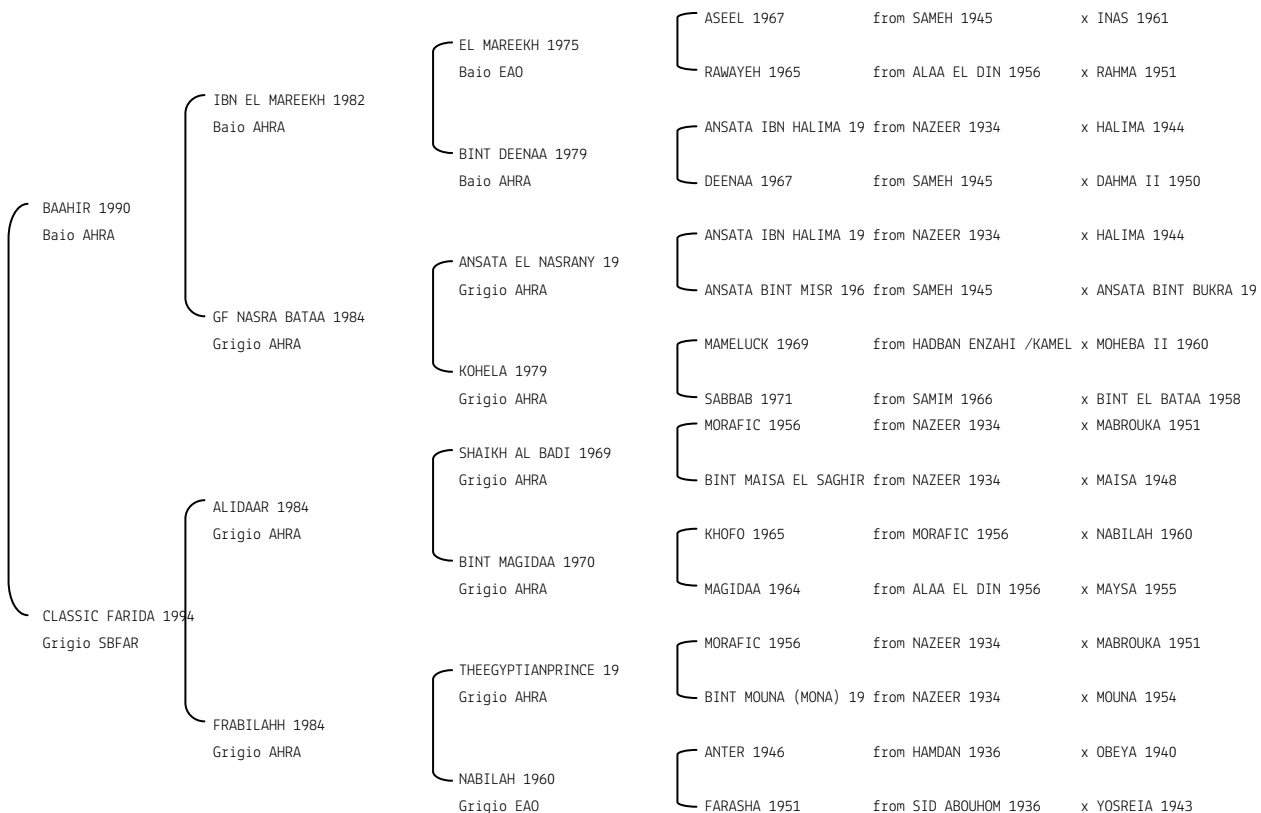 ASEEL 1967 from SAMEH 1945 x INAS 1961
EL MAREEKH 1975
Baio EAO RAWAYEH 1965 from ALAA EL DIN 1956 x RAHMA 1951
IBN EL MAREEKH 1982
Baio AHRA ANSATA IBN HALIMA 19 from NAZEER 1934 x HALIMA 1944
BINT DEENAA 1979
Baio AHRA DEENAA 1967 from SAMEH 1945 x DAHMA II 1950
BAAHIR 1990
Baio AHRA ANSATA IBN HALIMA 19 from NAZEER 1934 x HALIMA 1944
ANSATA EL NASRANY 19
Grigio AHRA ANSATA BINT MISR 196 from SAMEH 1945 x ANSATA BINT BUKRA 19
GF NASRA BATAA 1984
Grigio AHRA MAMELUCK 1969 from HADBAN ENZAHI /KAMEL x MOHEBA II 1960
KOHELA 1979
Grigio AHRA SABBAB 1971 from SAMIM 1966 x BINT EL BATAA 1958
MORAFIC 1956 from NAZEER 1934 x MABROUKA 1951
SHAIKH AL BADI 1969
Grigio AHRA BINT MAISA EL SAGHIR from NAZEER 1934 x MAISA 1948
ALIDAAR 1984
Grigio AHRA KHOFO 1965 from MORAFIC 1956 x NABILAH 1960
BINT MAGIDAA 1970
Grigio AHRA MAGIDAA 1964 from ALAA EL DIN 1956 x MAYSA 1955
CLASSIC FARIDA 1994
Grigio SBFAR MORAFIC 1956 from NAZEER 1934 x MABROUKA 1951
THEEGYPTIANPRINCE 19
Grigio AHRA BINT MOUNA (MONA) 19 from NAZEER 1934 x MOUNA 1954
FRABILAHH 1984
Grigio AHRA ANTER 1946 from HAMDAN 1936 x OBEYA 1940
NABILAH 1960
Grigio EAO FARASHA 1951 from SID ABOUHOM 1936 x YOSREIA 1943